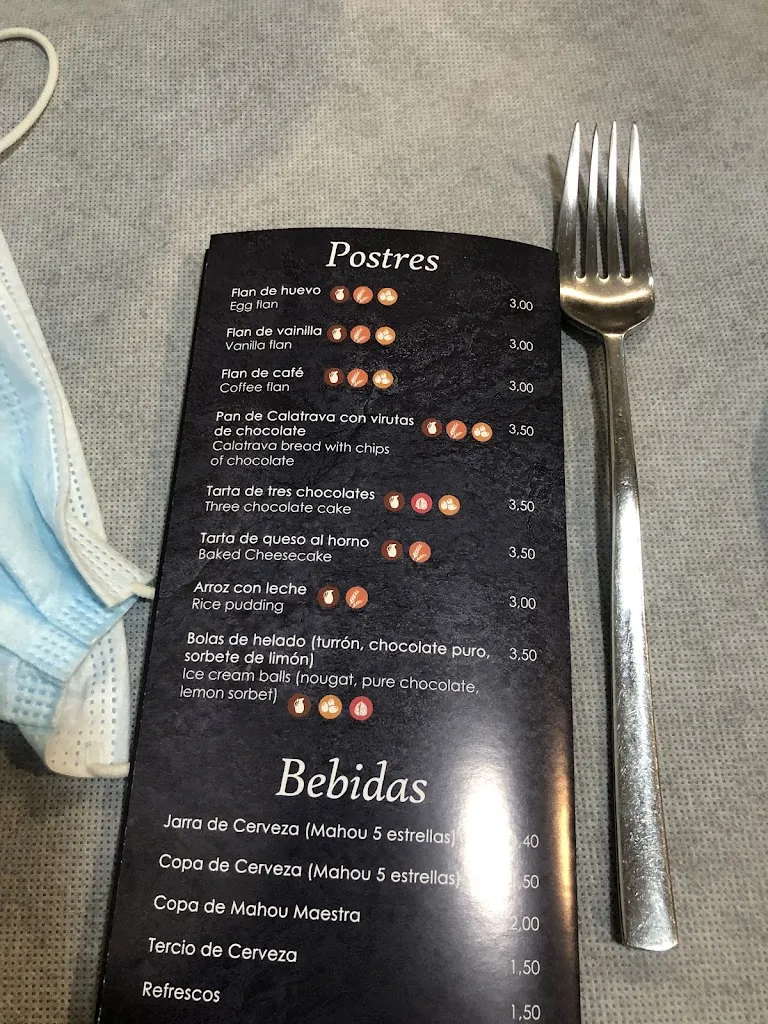 Postres
Flan de huevo
Egg flan 3,00
Flan de vainilla
Vanilla flan 3,00
Flan de café
Coffee flan 3,00
Pan de Calatrava con virutas
de chocolate 3,50
Calatrava bread with chips
of chocolate
Tarta de tres chocolates
Three chocolate cake 3,50
Tarta de queso al horno
Baked Cheesecake 3,50
Arroz con leche
Rice pudding 3,00
Bolas de helado (turrón, chocolate puro, 3,50
sorbete de limón)
Ice cream balls (nougat, pure chocolate,
lemon sorbet)
Bebidas
Jarra de Cerveza (Mahou 5 estrellas) ,40
Copa de Cerveza (Mahou 5 estrellas) ,50
Copa de Mahou Maestra 2,00
Tercio de Cerveza 1,50
Refrescos 1,50